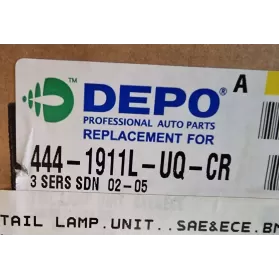 A
™
DEPO®
PROFESSIONAL AUTO PARTS
REPLACEMENT FOR
444-1911L-UQ-CR
3 SERS SDN 02-05
TAIL LAMP.UNIT..SAE&ECE.BM